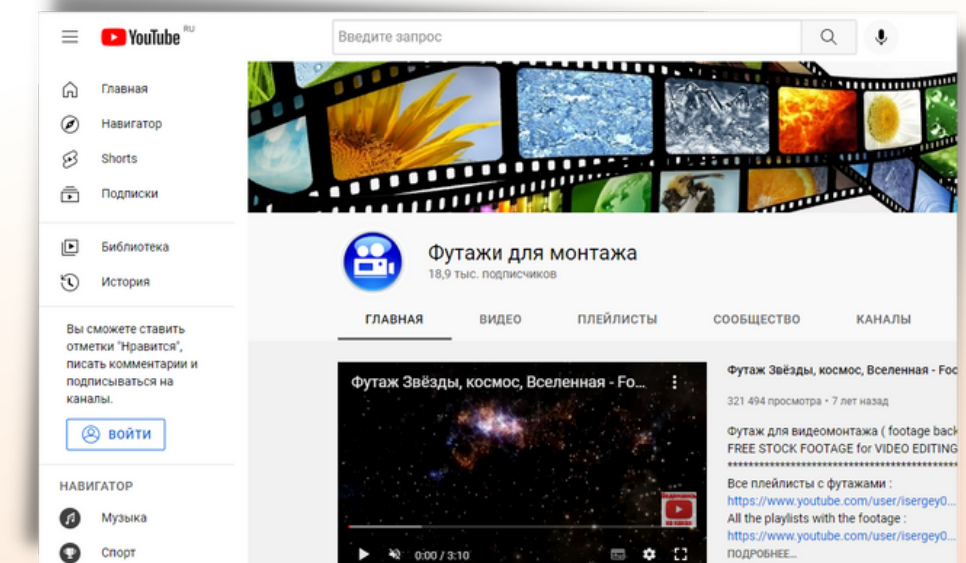 YouTube RU
Введите запрос
Главная
Навигатор
Shorts
Подписки
Библиотека
История
Вы сможете ставить
отметки "Нравится",
писать комментарии и
подписываться на
каналы.
ВОЙТИ
НАВИГАТОР
Музыка
Спорт
Футажи для монтажа
18,9 тыс. подписчиков
ГЛАВНАЯ ВИДЕО ПЛЕЙЛИСТЫ СООБЩЕСТВО КАНАЛЫ
Футаж Звёзды, космос, Вселенная - Fo...
0:00 / 3:10
Футаж Звёзды, космос, Вселенная - Foo
321 494 просмотра • 7 лет назад
Футаж для видеомонтажа ( footage back
FREE STOCK FOOTAGE for VIDEO EDITING
Все плейлисты с футажами :
https://www.youtube.com/user/isergey0...
All the playlists with the footage :
https://www.youtube.com/user/isergey0...
ПОДРОБНЕЕ...